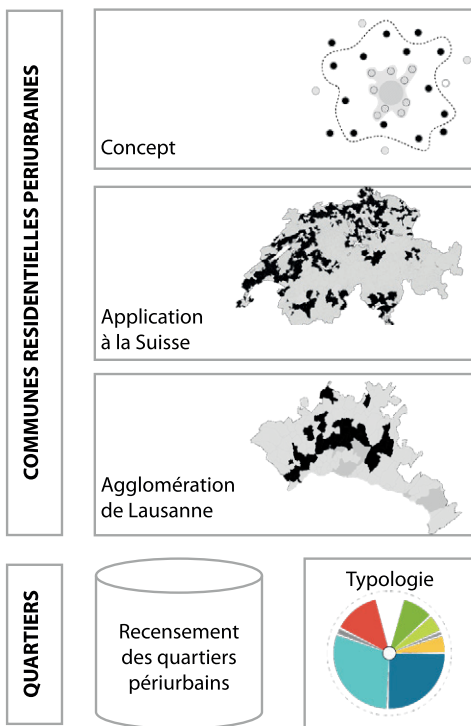 COMMUNES RESIDENTIELLES PERIURBAINES
Concept
Application
à la Suisse
Agglomération
de Lausanne
QUARTIERS
Recensement
des quartiers
périurbains
Typologie